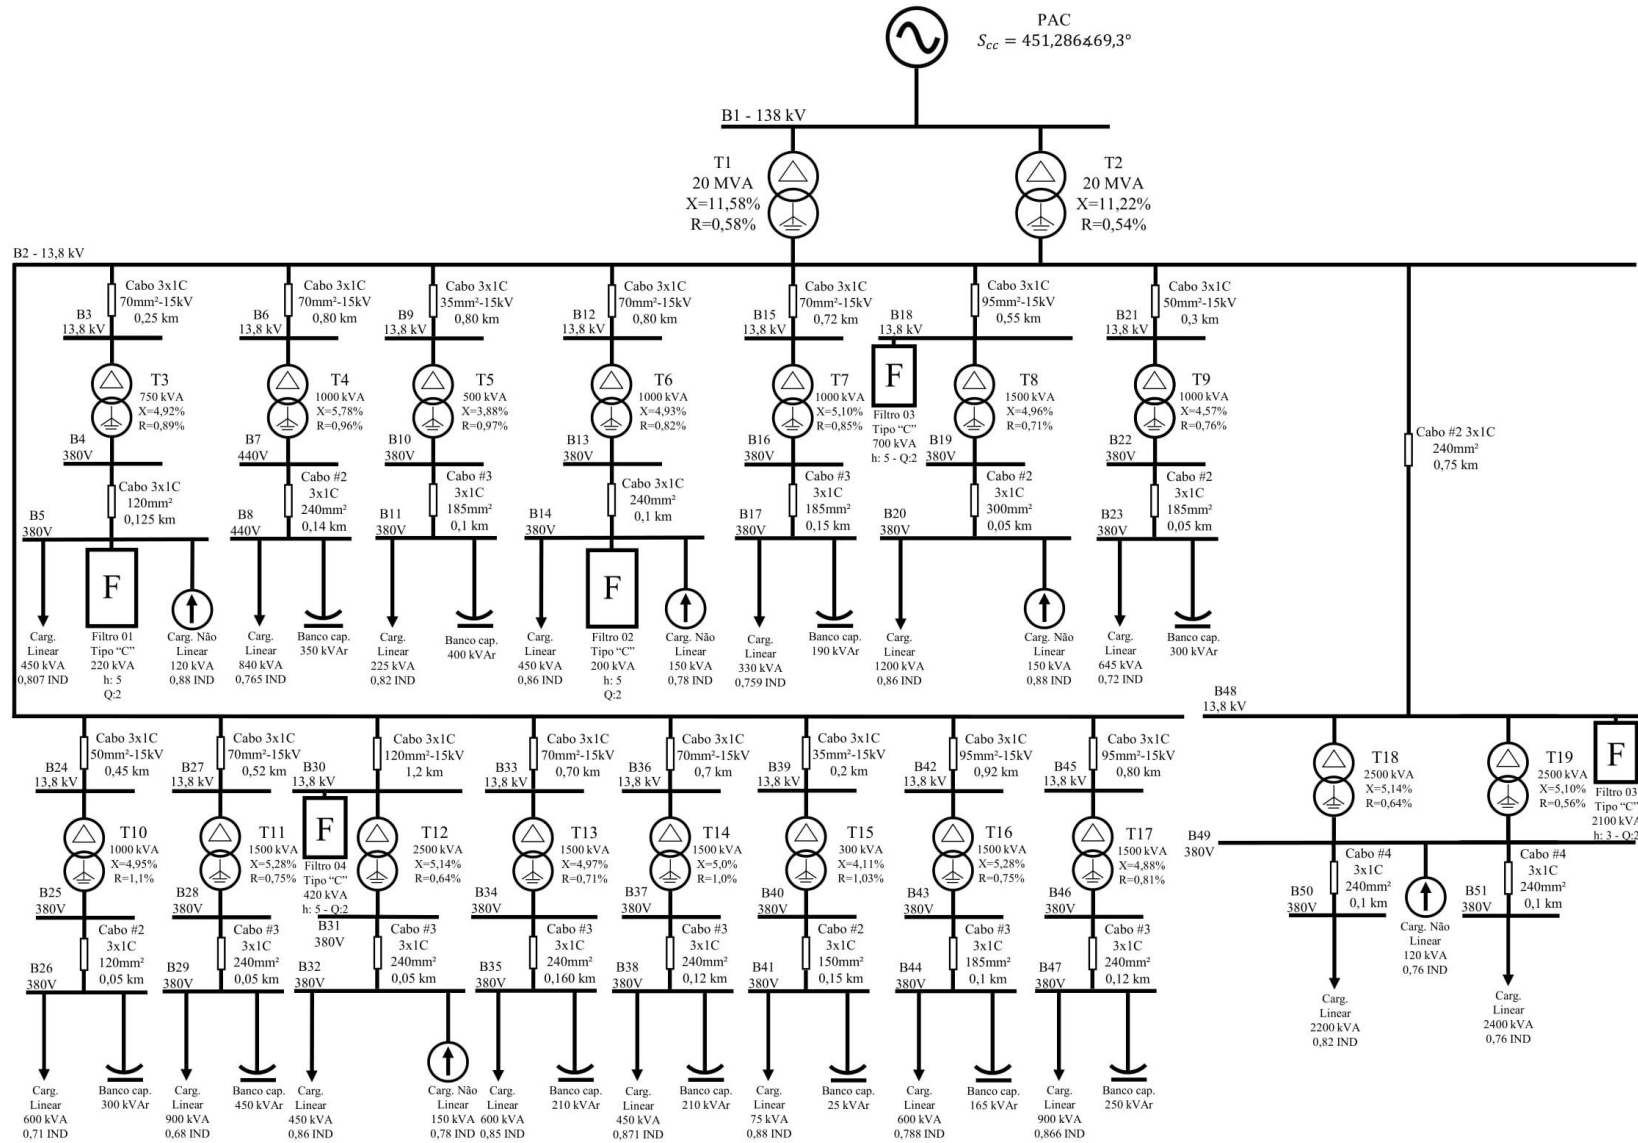 PAC
S_cc = 451,286∡69,3°
B1 - 138 kV
T1
20 MVA
X=11,58%
R=0,58%
T2
20 MVA
X=11,22%
R=0,54%
B2 - 13,8 kV
Cabo 3x1C
70mm²-15kV
0,25 km
B3
13,8 kV
T3
750 kVA
X=4,92%
R=0,89%
B4
380V
Cabo 3x1C
120mm²
0,125 km
B5
380V
Carg.
Linear
450 kVA
0,807 IND
F
Filtro 01
Tipo “C”
220 kVA
h: 5
Q:2
Carg. Não
Linear
120 kVA
0,88 IND
Cabo 3x1C
70mm²-15kV
0,80 km
B6
13,8 kV
T4
1000 kVA
X=5,78%
R=0,96%
B7
440V
Cabo #2
3x1C
240mm²
0,14 km
B8
440V
Carg.
Linear
840 kVA
0,765 IND
Banco cap.
350 kVAr
Cabo 3x1C
35mm²-15kV
0,80 km
B9
13,8 kV
T5
500 kVA
X=3,88%
R=0,97%
B10
380V
Cabo #3
3x1C
185mm²
0,1 km
B11
380V
Carg.
Linear
225 kVA
0,82 IND
Banco cap.
400 kVAr
Cabo 3x1C
70mm²-15kV
0,80 km
B12
13,8 kV
T6
1000 kVA
X=4,93%
R=0,82%
B13
380V
Cabo 3x1C
240mm²
0,1 km
B14
380V
Carg.
Linear
450 kVA
0,86 IND
F
Filtro 02
Tipo “C”
200 kVA
h: 5
Q:2
Carg. Não
Linear
150 kVA
0,78 IND
Cabo 3x1C
70mm²-15kV
0,72 km
B15
13,8 kV
T7
1000 kVA
X=5,10%
R=0,85%
B16
380V
Cabo #3
3x1C
185mm²
0,15 km
B17
380V
Carg.
Linear
330 kVA
0,759 IND
Banco cap.
190 kVAr
Cabo 3x1C
95mm²-15kV
0,55 km
B18
13,8 kV
F
Filtro 03
Tipo “C”
700 kVA
h: 5 - Q:2
T8
1500 kVA
X=4,96%
R=0,71%
B19
380V
Cabo #2
3x1C
300mm²
0,05 km
B20
380V
Carg.
Linear
1200 kVA
0,86 IND
Carg. Não
Linear
150 kVA
0,88 IND
Cabo 3x1C
50mm²-15kV
0,3 km
B21
13,8 kV
T9
1000 kVA
X=4,57%
R=0,76%
B22
380V
Cabo #2
3x1C
185mm²
0,05 km
B23
380V
Carg.
Linear
645 kVA
0,72 IND
Banco cap.
300 kVAr
Cabo #2 3x1C
240mm²
0,75 km
B48
13,8 kV
T18
2500 kVA
X=5,14%
R=0,64%
T19
2500 kVA
X=5,10%
R=0,56%
F
Filtro 03
Tipo “C”
2100 kVA
h: 3 - Q:2
B49
380V
Cabo #4
3x1C
240mm²
0,1 km
B50
380V
Carg.
Linear
2200 kVA
0,82 IND
Carg. Não
Linear
120 kVA
0,76 IND
Cabo #4
3x1C
240mm²
0,1 km
B51
380V
Carg.
Linear
2400 kVA
0,76 IND
Cabo 3x1C
50mm²-15kV
0,45 km
B24
13,8 kV
T10
1000 kVA
X=4,95%
R=1,1%
B25
380V
Cabo #2
3x1C
120mm²
0,05 km
B26
380V
Carg.
Linear
600 kVA
0,71 IND
Banco cap.
300 kVAr
Cabo 3x1C
70mm²-15kV
0,52 km
B27
13,8 kV
T11
1500 kVA
X=5,28%
R=0,75%
B28
380V
Cabo #3
3x1C
240mm²
0,05 km
B29
380V
Carg.
Linear
900 kVA
0,68 IND
Banco cap.
450 kVAr
Cabo 3x1C
120mm²-15kV
1,2 km
B30
13,8 kV
F
Filtro 04
Tipo “C”
420 kVA
h: 5 - Q:2
T12
2500 kVA
X=5,14%
R=0,64%
B31
380V
Cabo #3
3x1C
240mm²
0,05 km
B32
380V
Carg.
Linear
450 kVA
0,86 IND
Carg. Não
Linear
150 kVA
0,78 IND
Cabo 3x1C
70mm²-15kV
0,70 km
B33
13,8 kV
T13
1500 kVA
X=4,97%
R=0,71%
B34
380V
Cabo #3
3x1C
240mm²
0,160 km
B35
380V
Carg.
Linear
600 kVA
0,85 IND
Banco cap.
210 kVAr
Cabo 3x1C
70mm²-15kV
0,7 km
B36
13,8 kV
T14
1500 kVA
X=5,0%
R=1,0%
B37
380V
Cabo #3
3x1C
240mm²
0,12 km
B38
380V
Carg.
Linear
450 kVA
0,871 IND
Banco cap.
210 kVAr
Cabo 3x1C
35mm²-15kV
0,2 km
B39
13,8 kV
T15
300 kVA
X=4,11%
R=1,03%
B40
380V
Cabo #2
3x1C
150mm²
0,15 km
B41
380V
Carg.
Linear
75 kVA
0,88 IND
Banco cap.
25 kVAr
Cabo 3x1C
95mm²-15kV
0,92 km
B42
13,8 kV
T16
1500 kVA
X=5,28%
R=0,75%
B43
380V
Cabo #3
3x1C
185mm²
0,1 km
B44
380V
Carg.
Linear
600 kVA
0,788 IND
Banco cap.
165 kVAr
Cabo 3x1C
95mm²-15kV
0,80 km
B45
13,8 kV
T17
1500 kVA
X=4,88%
R=0,81%
B46
380V
Cabo #3
3x1C
240mm²
0,12 km
B47
380V
Carg.
Linear
900 kVA
0,866 IND
Banco cap.
250 kVAr